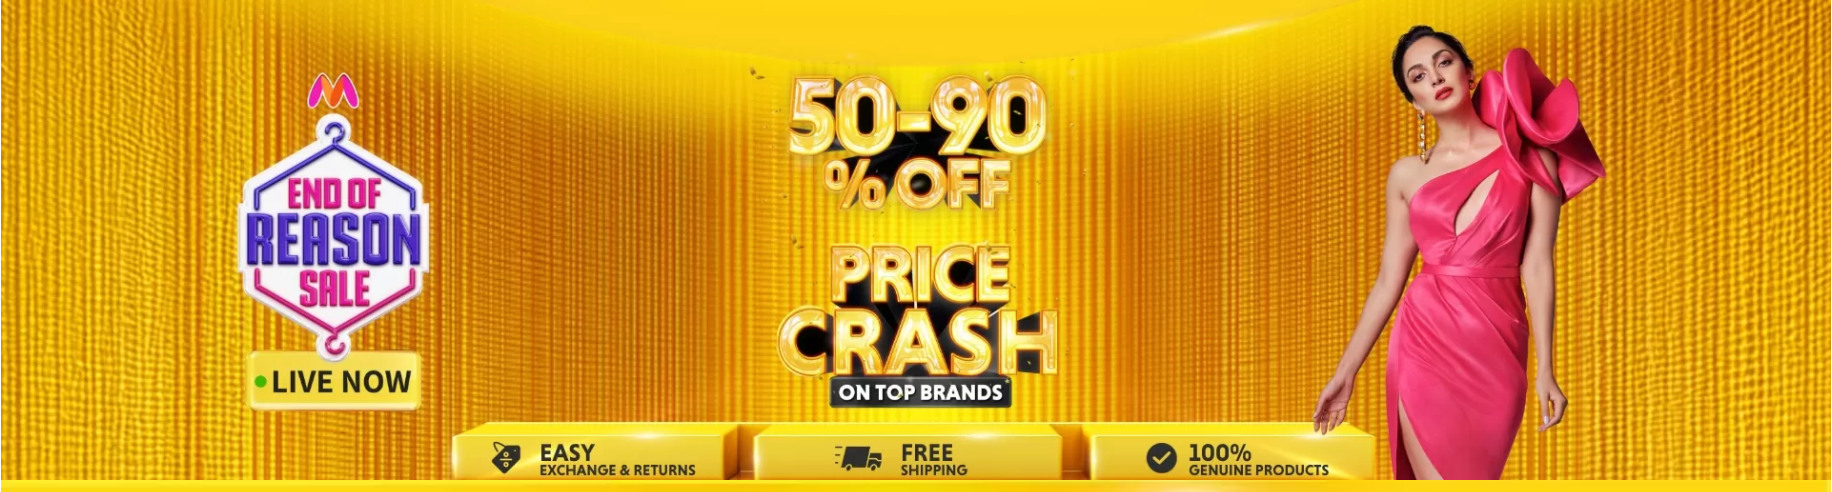 END OF
REASON
SALE
LIVE NOW
50-90
% OFF
PRICE
CRASH
ON TOP BRANDS
EASY
EXCHANGE & RETURNS
FREE
SHIPPING
100%
GENUINE PRODUCTS